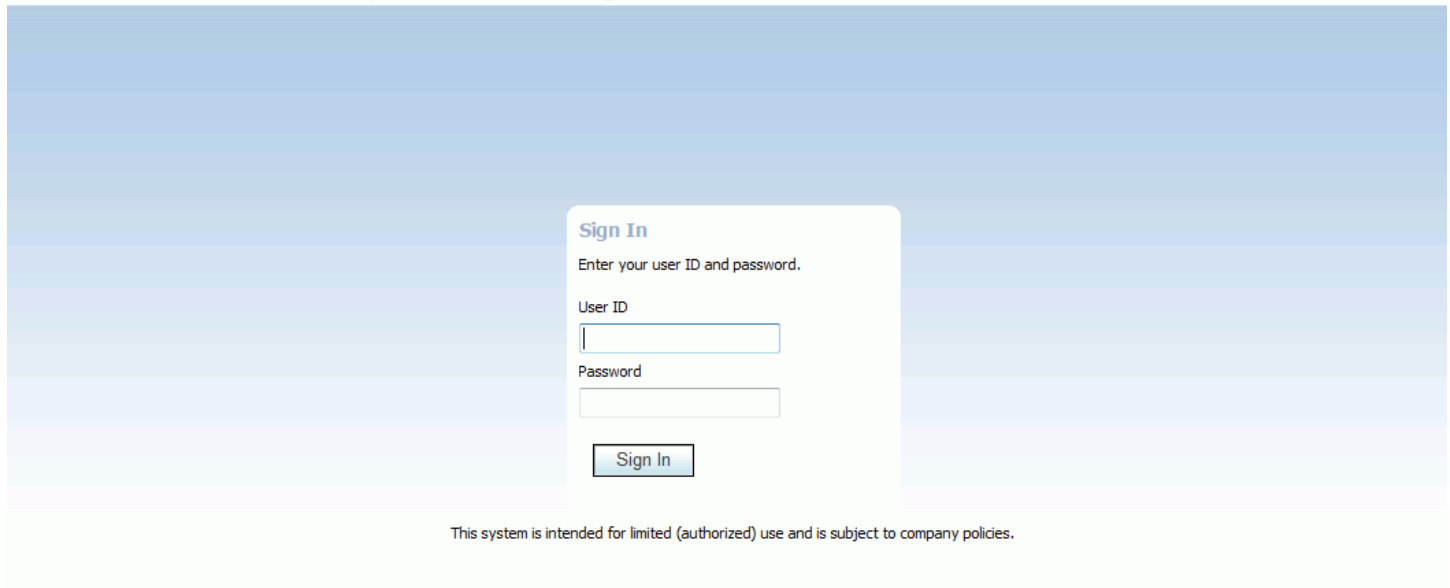 Sign In
Enter your user ID and password.
User ID
Password
Sign In
This system is intended for limited (authorized) use and is subject to company policies.